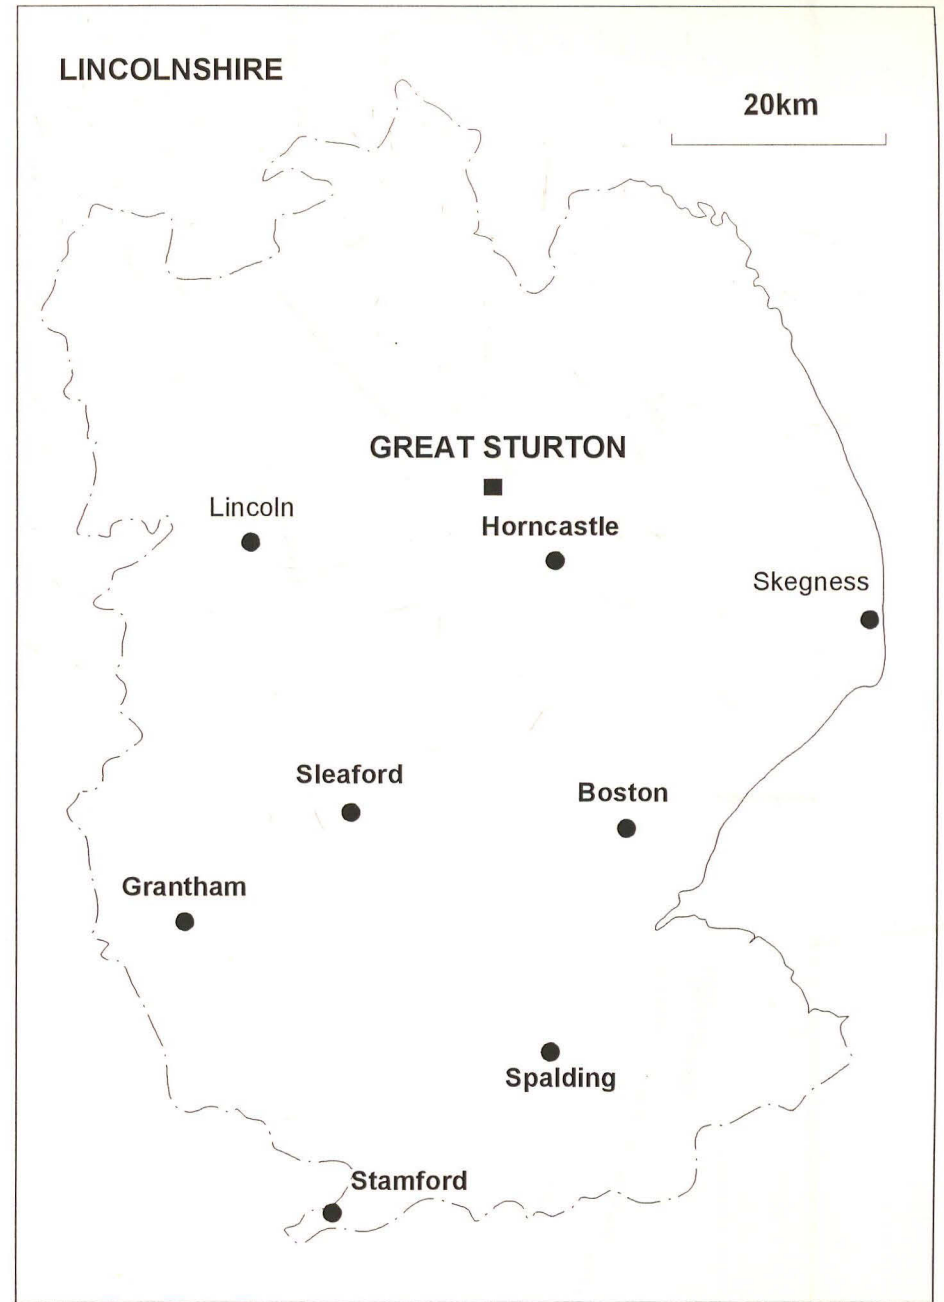 LINCOLNSHIRE
20km
GREAT STURTON
Lincoln
Horncastle
Skegness
Sleaford
Boston
Grantham
Spalding
Stamford